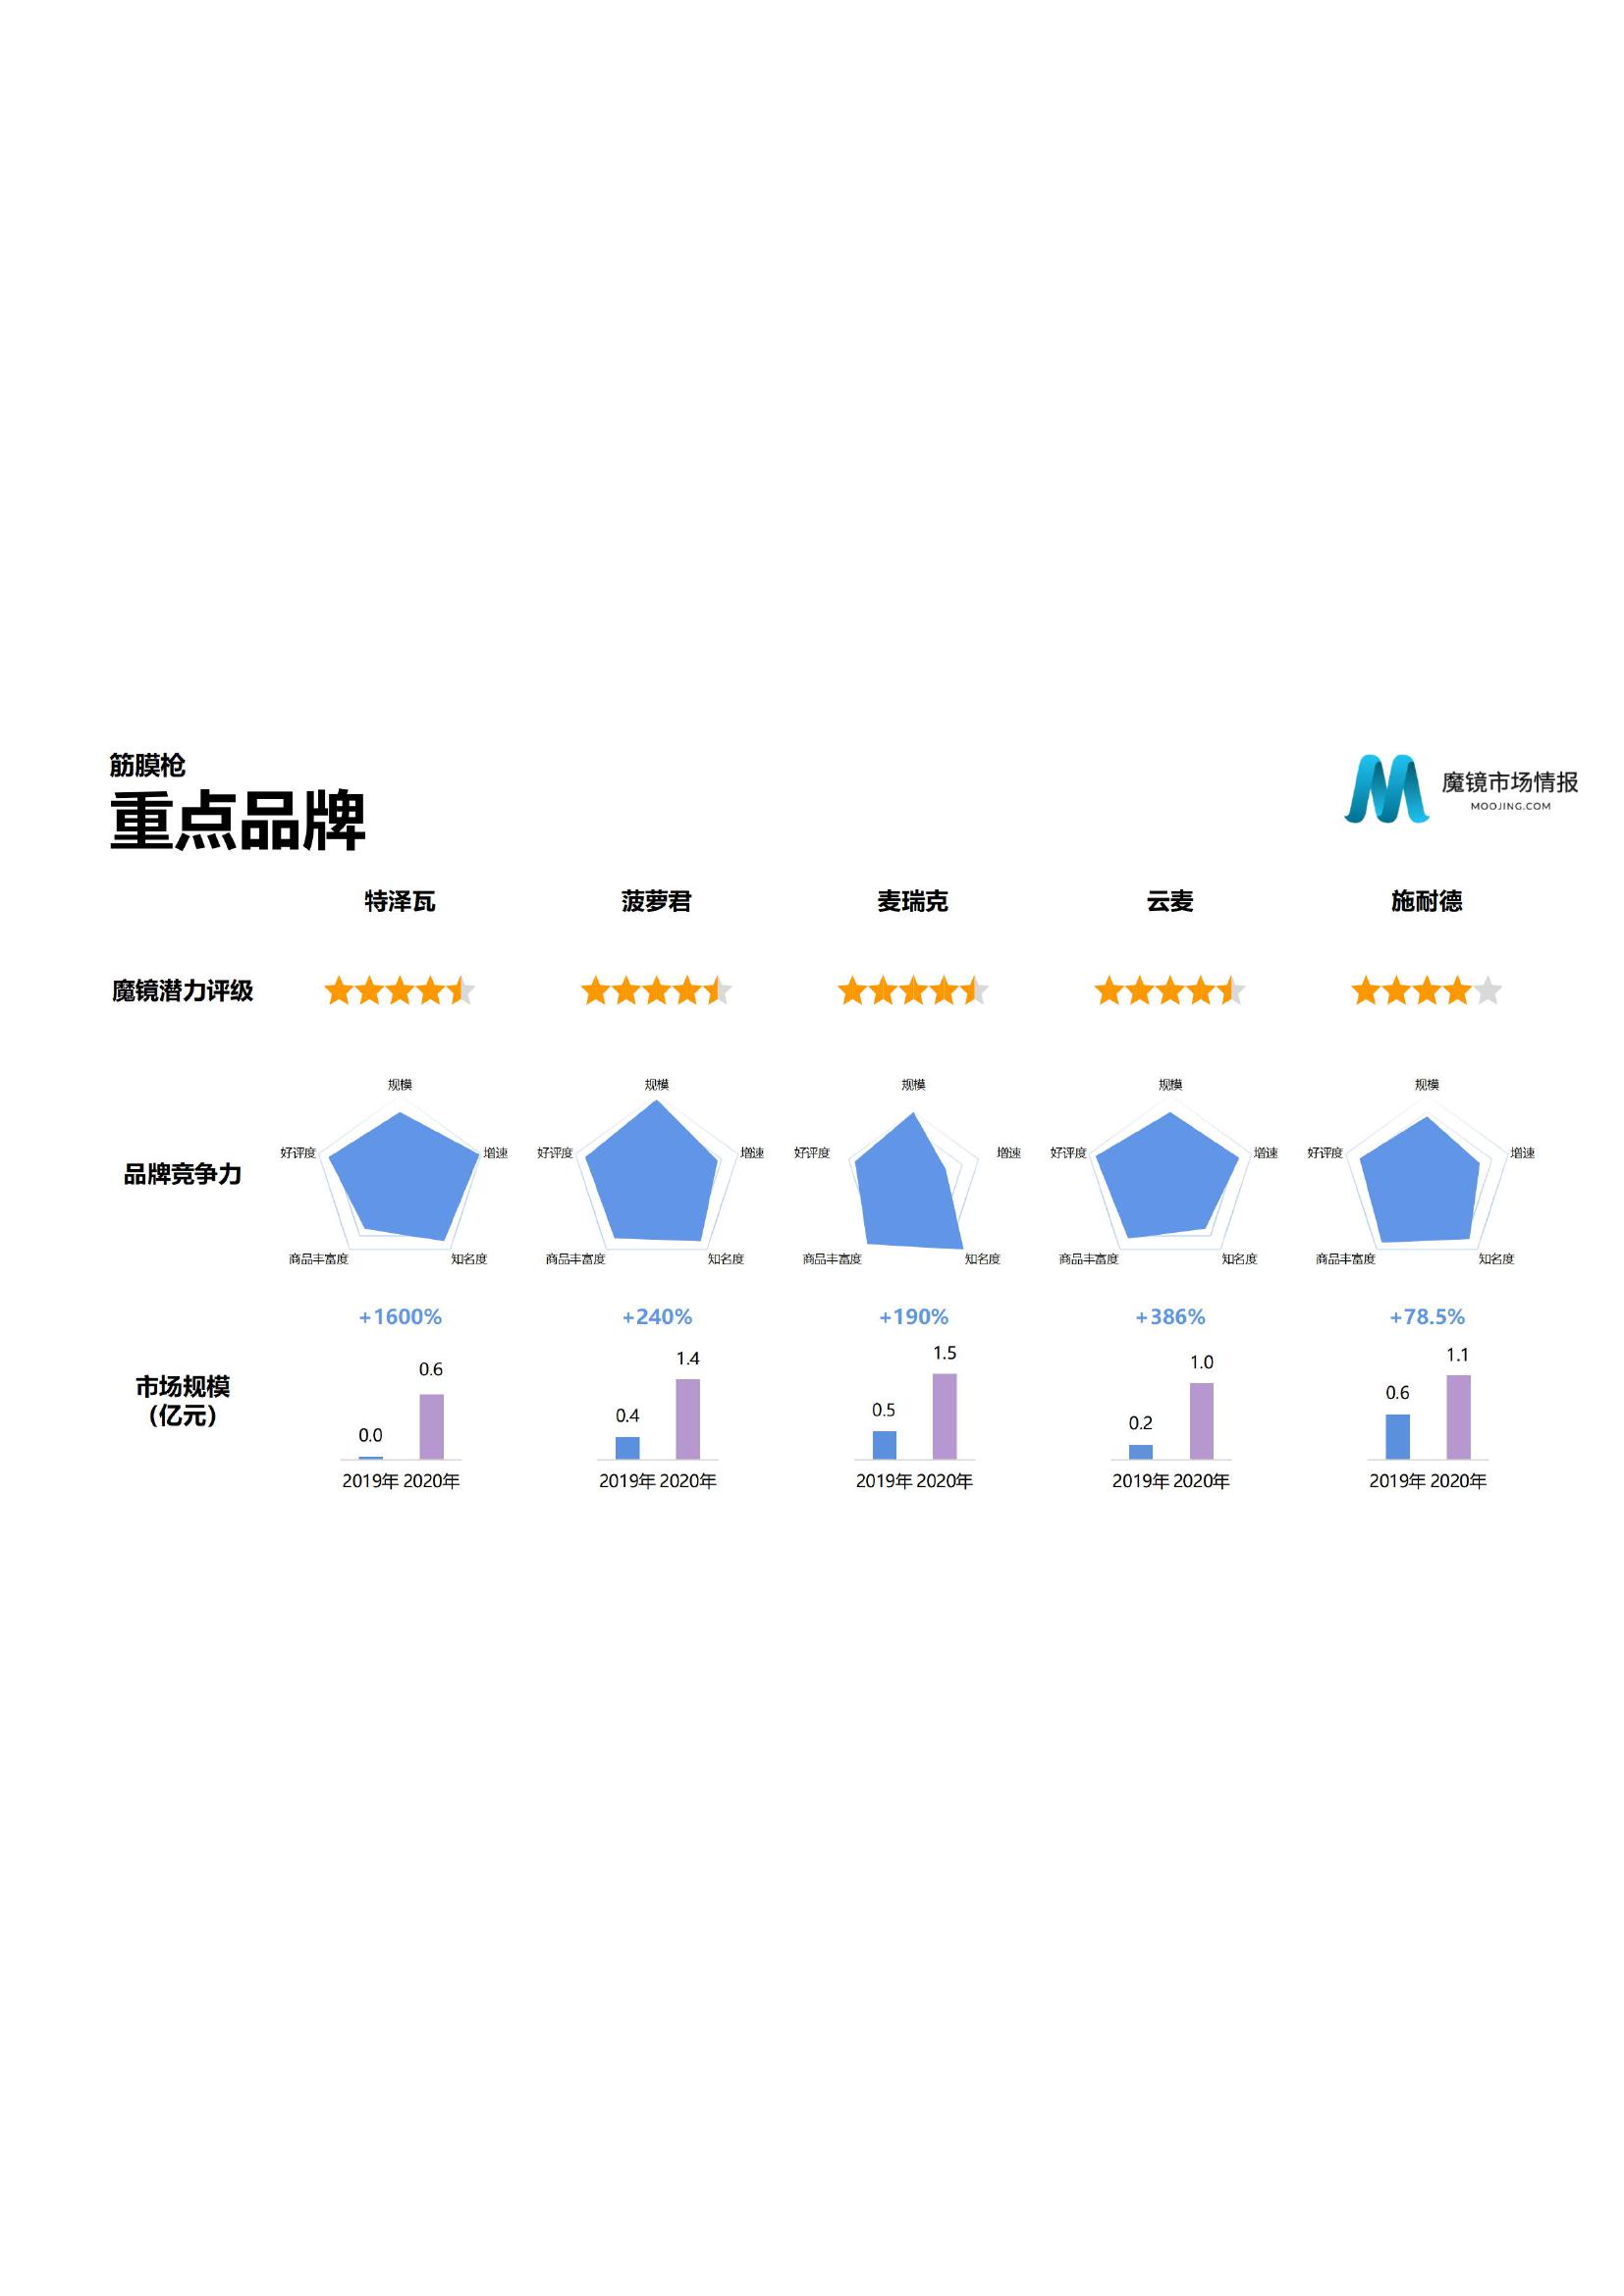 筋膜枪
重点品牌
魔镜市场情报
MOOJING.COM
特泽瓦 菠萝君 麦瑞克 云麦 施耐德
魔镜潜力评级
规模 规模 规模 规模 规模
好评度 增速 好评度 增速 好评度 增速 好评度 增速 好评度 增速
品牌竞争力
商品丰富度 知名度 商品丰富度 知名度 商品丰富度 知名度 商品丰富度 知名度 商品丰富度 知名度
+1600% +240% +190% +386% +78.5%
市场规模
（亿元）
0.0 0.6 0.4 1.4 0.5 1.5 0.2 1.0 0.6 1.1
2019年 2020年 2019年 2020年 2019年 2020年 2019年 2020年 2019年 2020年